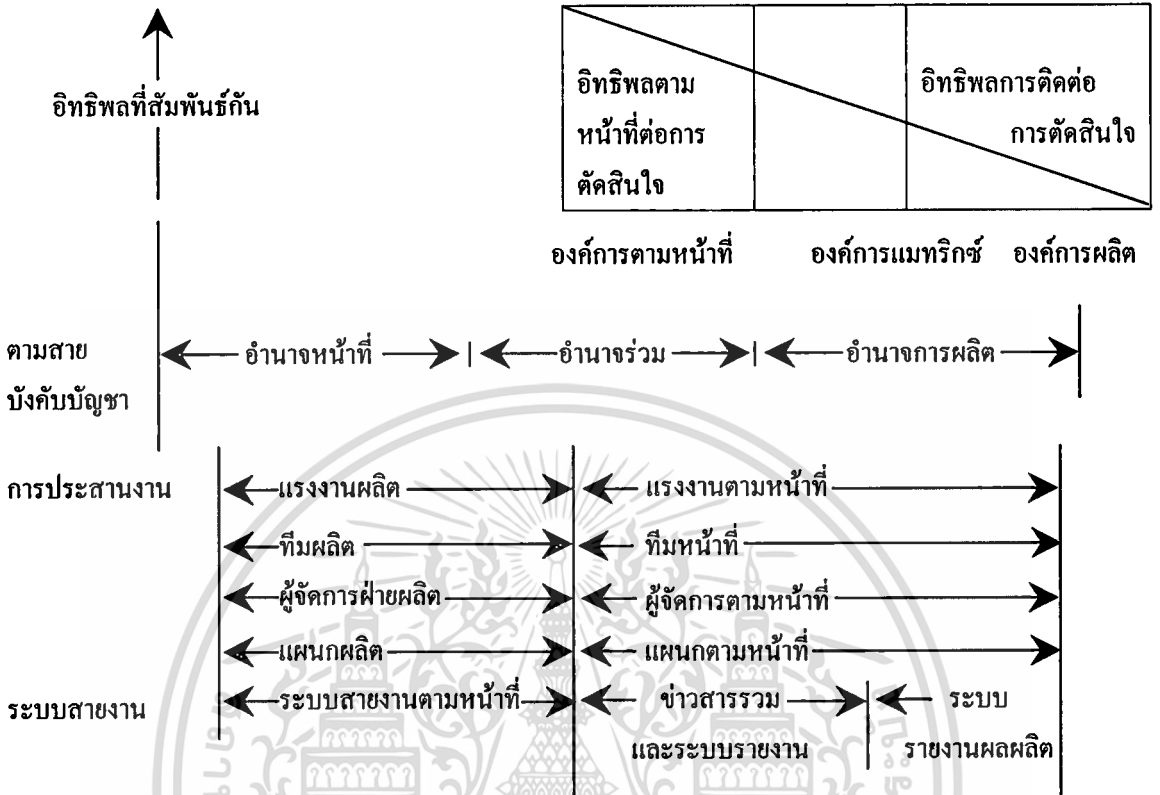 อิทธิพลที่สัมพันธ์กัน
อิทธิพลตาม
หน้าที่ต่อการ
ตัดสินใจ
อิทธิพลการติดต่อ
การตัดสินใจ
องค์การตามหน้าที่ องค์การแมทริกซ์ องค์การผลิต
ตามสาย
บังคับบัญชา
อำนาจหน้าที่ อำนาจร่วม อำนาจการผลิต
การประสานงาน แรงงานผลิต แรงงานตามหน้าที่
ทีมผลิต ทีมหน้าที่
ผู้จัดการฝ่ายผลิต ผู้จัดการตามหน้าที่
แผนกผลิต แผนกตามหน้าที่
ระบบสายงาน ระบบสายงานตามหน้าที่ ข่าวสารรวม ระบบ
และระบบรายงาน รายงานผลผลิต